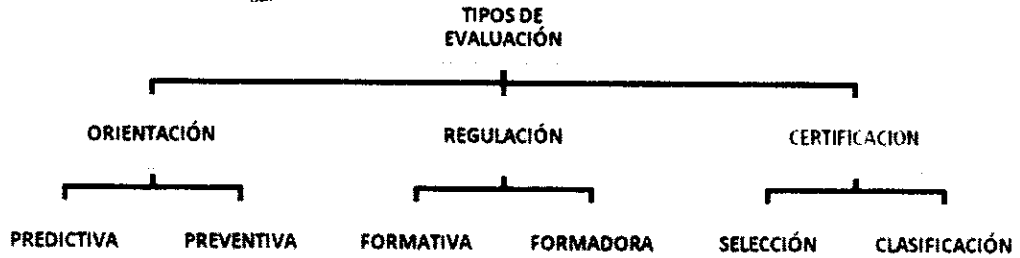 TIPOS DE
EVALUACIÓN
ORIENTACIÓN REGULACIÓN CERTIFICACION
PREDICTIVA PREVENTIVA FORMATIVA FORMADORA SELECCIÓN CLASIFICACIÓN